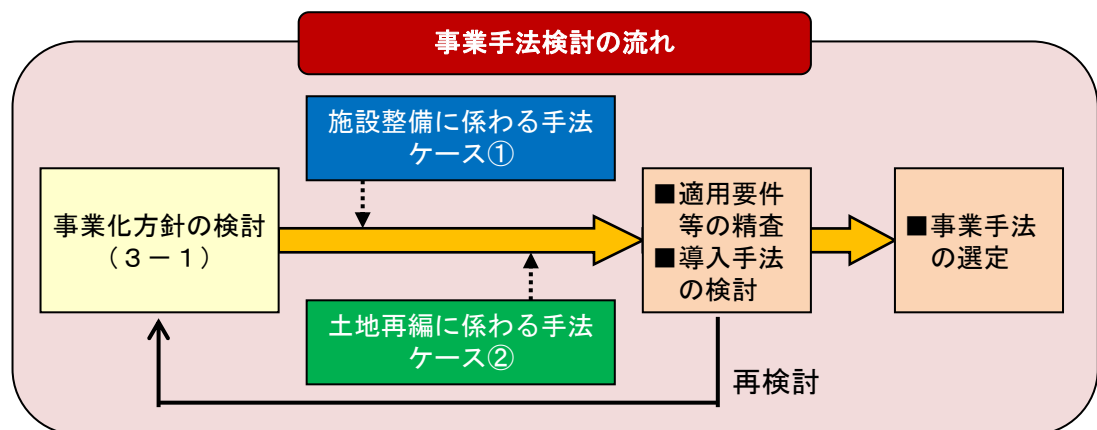 事業手法検討の流れ
施設整備に係わる手法
ケース①
事業化方針の検討
（３－１）
■適用要件
等の精査
■導入手法
の検討
■事業手法
の選定
土地再編に係わる手法
ケース②
再検討